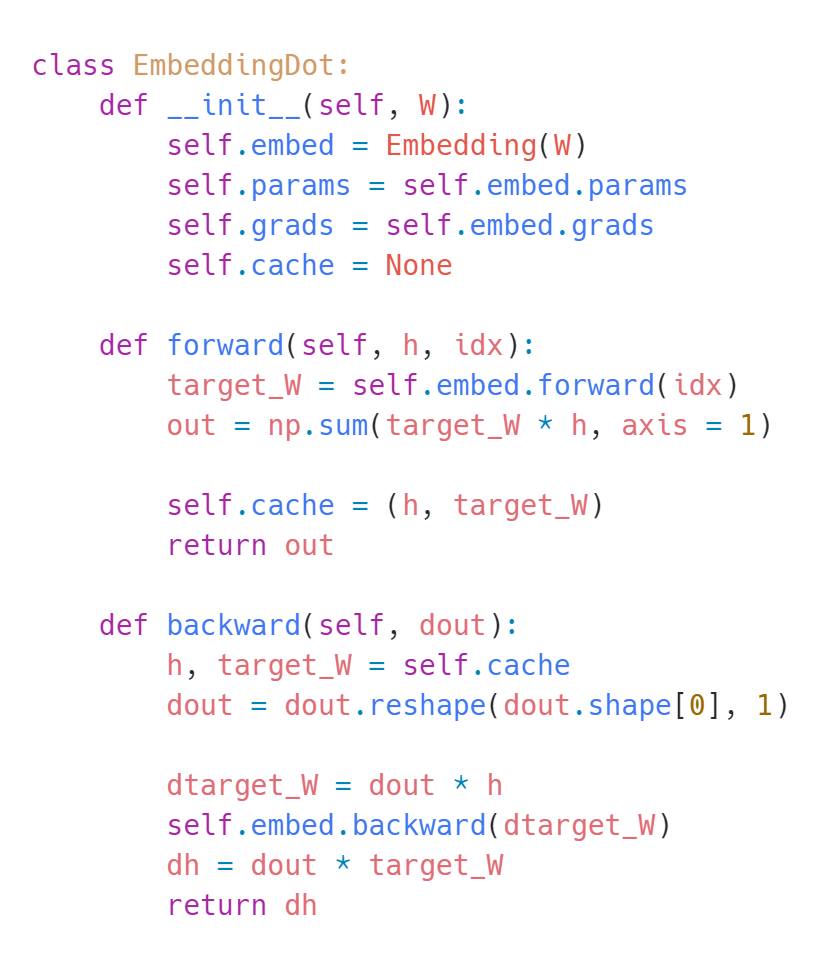 class EmbeddingDot:
    def __init__(self, W):
        self.embed = Embedding(W)
        self.params = self.embed.params
        self.grads = self.embed.grads
        self.cache = None

    def forward(self, h, idx):
        target_W = self.embed.forward(idx)
        out = np.sum(target_W * h, axis = 1)

        self.cache = (h, target_W)
        return out

    def backward(self, dout):
        h, target_W = self.cache
        dout = dout.reshape(dout.shape[0], 1)

        dtarget_W = dout * h
        self.embed.backward(dtarget_W)
        dh = dout * target_W
        return dh